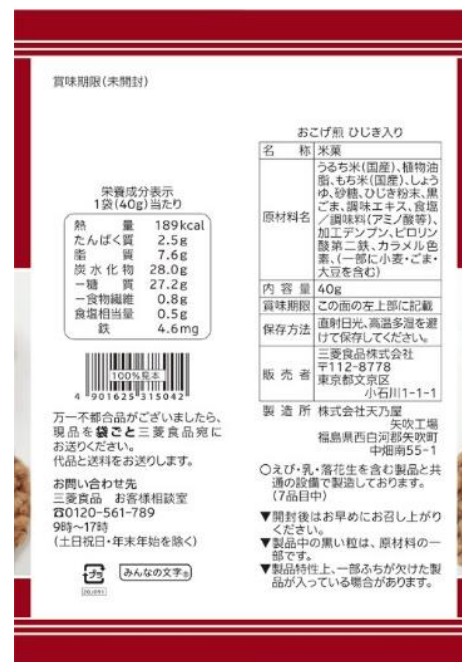 賞味期限(未開封)
栄養成分表示
1袋(40g)当たり
熱量 189kcal
たんぱく質 2.5g
脂質 7.6g
炭水化物 28.0g
ー糖質 27.2g
ー食物繊維 0.8g
食塩相当量 0.5g
鉄 4.6mg
100%見本
4 901625 315042
万一不都合品がございましたら、
現品を袋ごと三菱食品宛に
お送りください。
代品と送料をお送りします。
お問い合わせ先
三菱食品 お客様相談室
☎0120-561-789
9時〜17時
(土日祝日・年末年始を除く)
プラ
みんなの文字
おこげ煎 ひじき入り
名称 米菓
原材料名 うるち米(国産)、植物油
脂、もち米(国産)、しょう
ゆ、砂糖、ひじき粉末、黒
ごま、調味エキス、食塩
/調味料(アミノ酸等)、
加工デンプン、ピロリン
酸第二鉄、カラメル色
素、(一部に小麦・ごま・
大豆を含む)
内容量 40g
賞味期限 この面の左上部に記載
保存方法 直射日光、高温多湿を避
けて保存してください。
販売者 三菱食品株式会社
〒112-8778
東京都文京区
小石川1-1-1
製造所 株式会社天乃屋
矢吹工場
福島県西白河郡矢吹町
中畑南55-1
○えび・乳・落花生を含む製品と共
通の設備で製造しております。
(7品目中)
▼開封後はお早めにお召し上がり
ください。
▼製品中の黒い粒は、原材料の一
部です。
▼製品特性上、一部ふちが欠けた製
品が入っている場合があります。